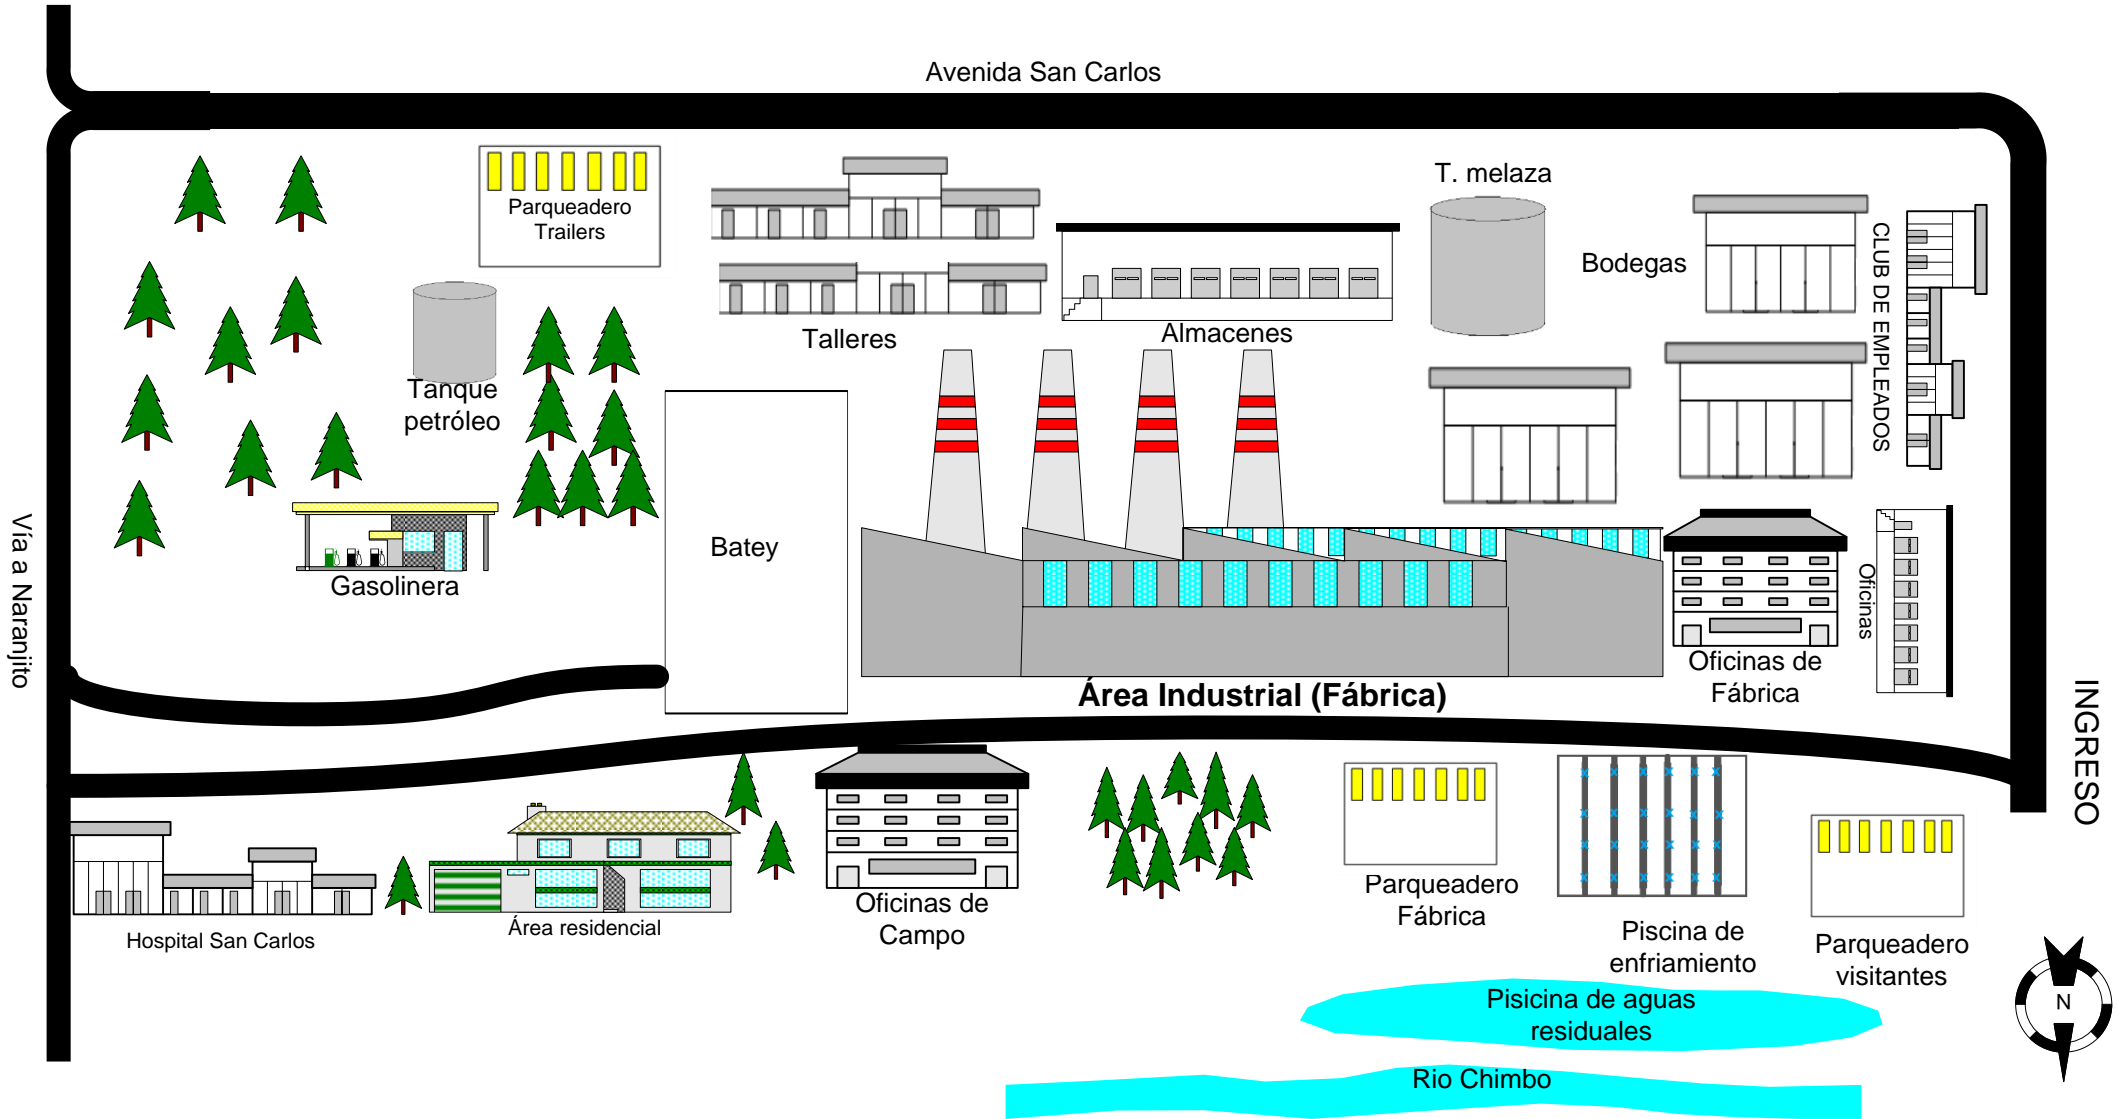 Avenida San Carlos
Parqueadero
Trailers
T. melaza
Bodegas
CLUB DE EMPLEADOS
Talleres
Almacenes
Tanque
petróleo
Vía a Naranjito
Gasolinera
Batey
Oficinas
Oficinas de
Fábrica
Área Industrial (Fábrica)
INGRESO
Hospital San Carlos
Área residencial
Oficinas de
Campo
Parqueadero
Fábrica
Piscina de
enfriamiento
Parqueadero
visitantes
Pisicina de aguas
residuales
N
Rio Chimbo